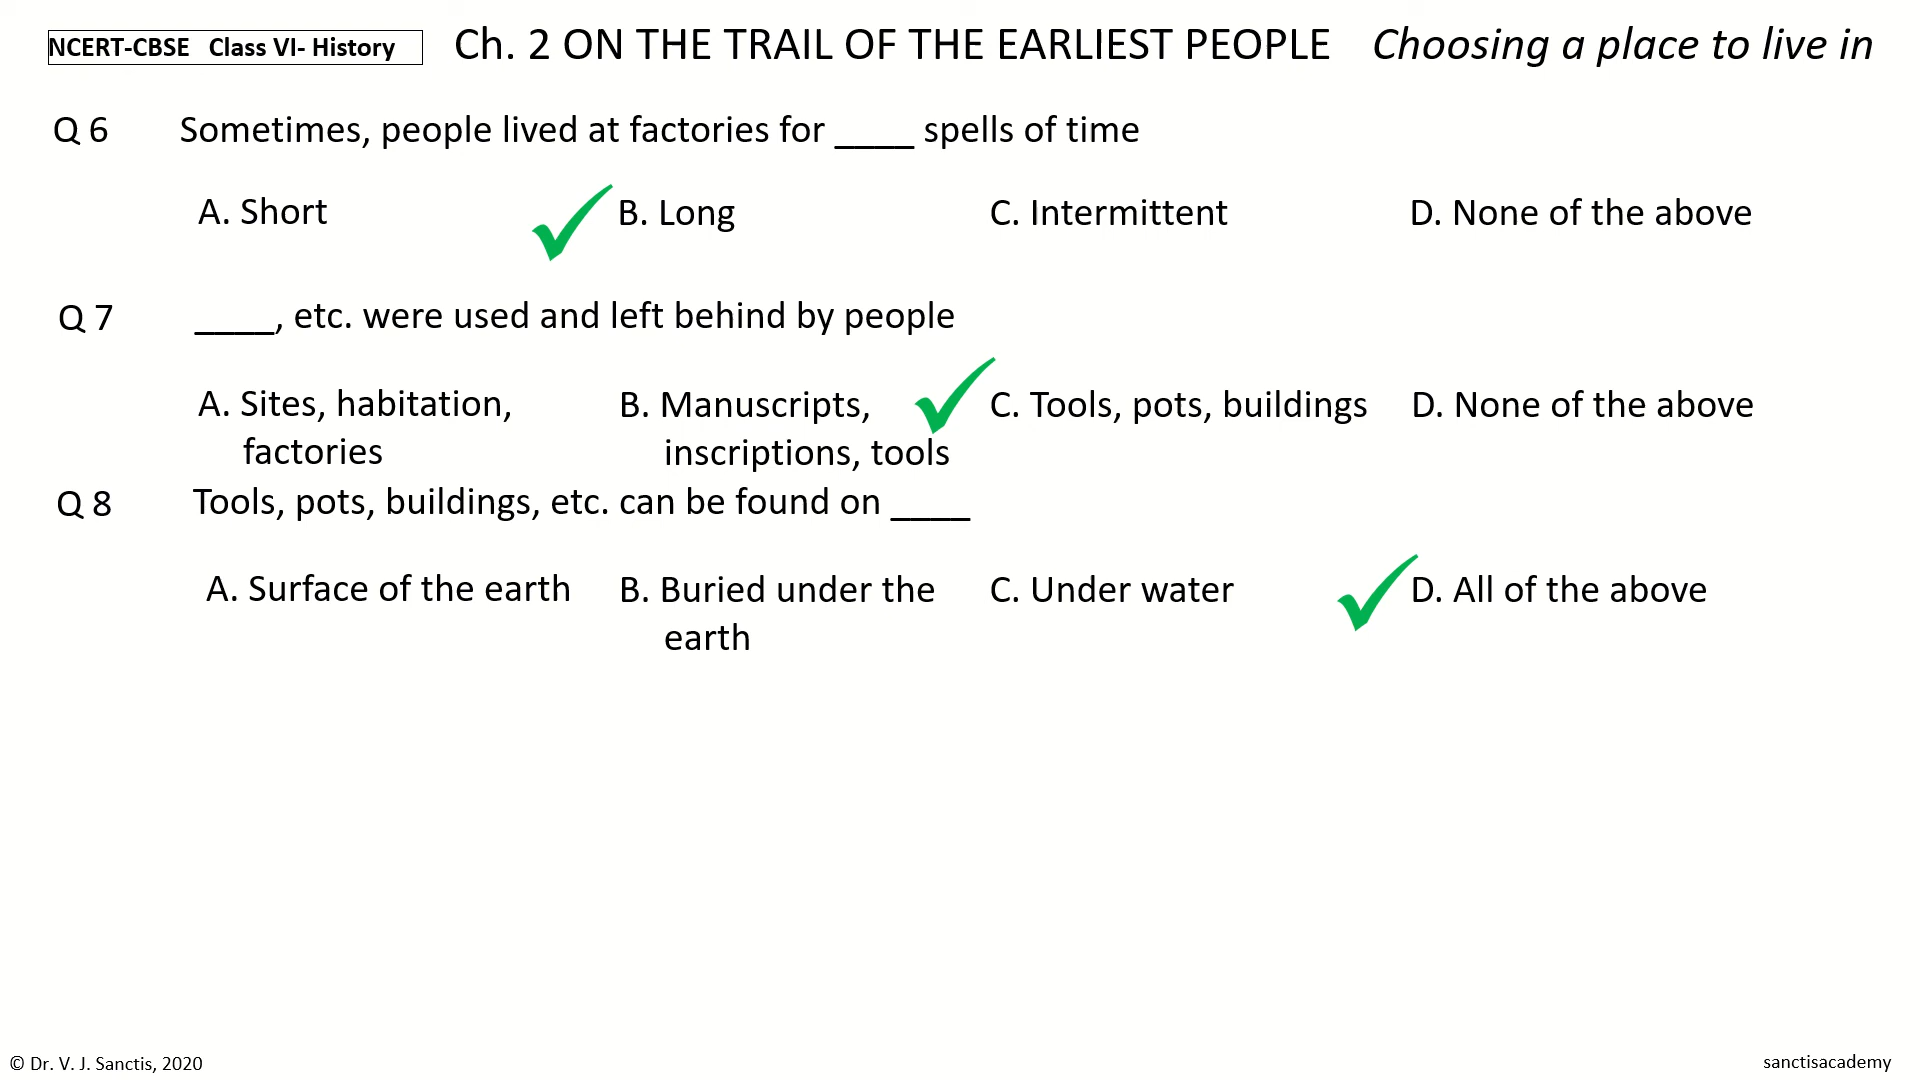 NCERT-CBSE Class VI- History Ch. 2 ON THE TRAIL OF THE EARLIEST PEOPLE Choosing a place to live in
Q 6 Sometimes, people lived at factories for ____ spells of time
A. Short B. Long C. Intermittent D. None of the above
Q 7 ____, etc. were used and left behind by people
A. Sites, habitation, B. Manuscripts, C. Tools, pots, buildings D. None of the above
factories inscriptions, tools
Q 8 Tools, pots, buildings, etc. can be found on ____
A. Surface of the earth B. Buried under the C. Under water D. All of the above
earth
© Dr. V. J. Sanctis, 2020 sanctisacademy